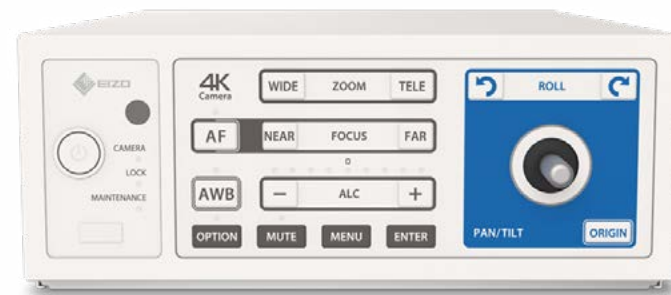 EIZO
CAMERA
LOCK
MAINTENANCE
4K
Camera
WIDE ZOOM TELE
AF NEAR FOCUS FAR
0
AWB − ALC +
OPTION MUTE MENU ENTER
ROLL
PAN/TILT ORIGIN